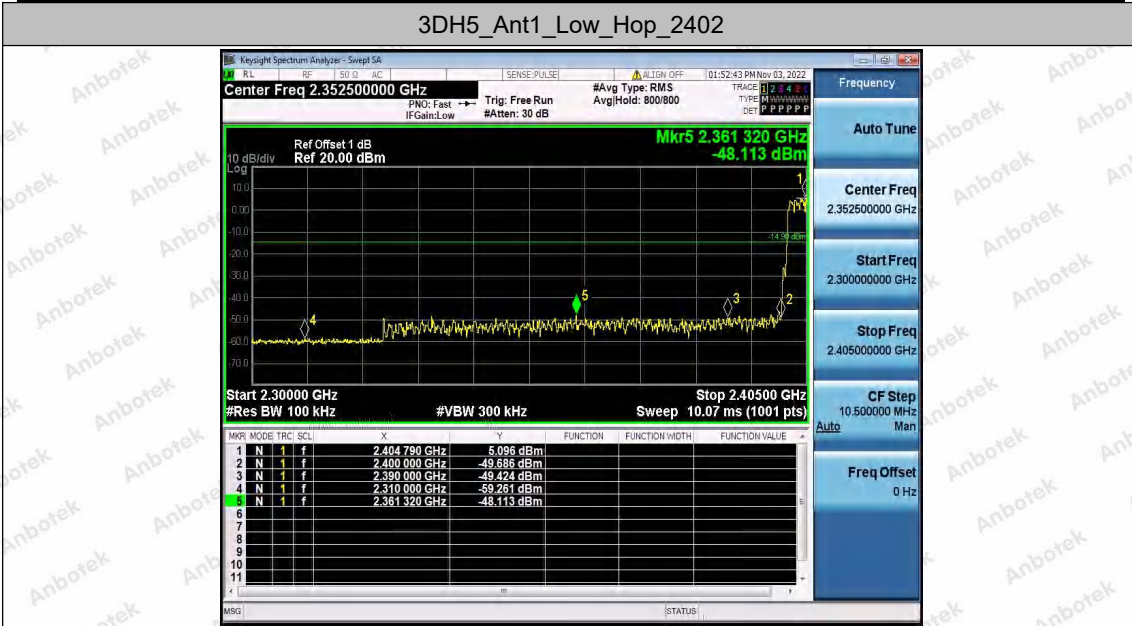 3DH5_Ant1_Low_Hop_2402
Keysight Spectrum Analyzer - Swept SA
RL RF 50 Ω AC SENSE:PULSE ALIGN OFF 01:52:43 PM Nov 03, 2022
Center Freq 2.352500000 GHz
PNO: Fast
IFGain:Low
Trig: Free Run
#Atten: 30 dB
#Avg Type: RMS
Avg|Hold: 800/800
TRACE 1 2 3 4 5 6
TYPE M WWWWW
DET P P P P P P
Mkr5 2.361 320 GHz
-48.113 dBm
Ref Offset 1 dB
10 dB/div Ref 20.00 dBm
Log
10.0
0.00
-10.0
-20.0
-30.0
-40.0
-50.0
-60.0
-70.0
1
-14.90 dBm
5
3
2
4
Start 2.30000 GHz Stop 2.40500 GHz
#Res BW 100 kHz #VBW 300 kHz Sweep 10.07 ms (1001 pts)
MKR MODE TRC SCL X Y FUNCTION FUNCTION WIDTH FUNCTION VALUE
1 N 1 f 2.404 790 GHz 5.096 dBm
2 N 1 f 2.400 000 GHz -49.686 dBm
3 N 1 f 2.390 000 GHz -49.424 dBm
4 N 1 f 2.310 000 GHz -59.261 dBm
5 N 1 f 2.361 320 GHz -48.113 dBm
6
7
8
9
10
11
MSG STATUS
Frequency
Auto Tune
Center Freq
2.352500000 GHz
Start Freq
2.300000000 GHz
Stop Freq
2.405000000 GHz
CF Step
10.500000 MHz
Auto Man
Freq Offset
0 Hz
Anbotek